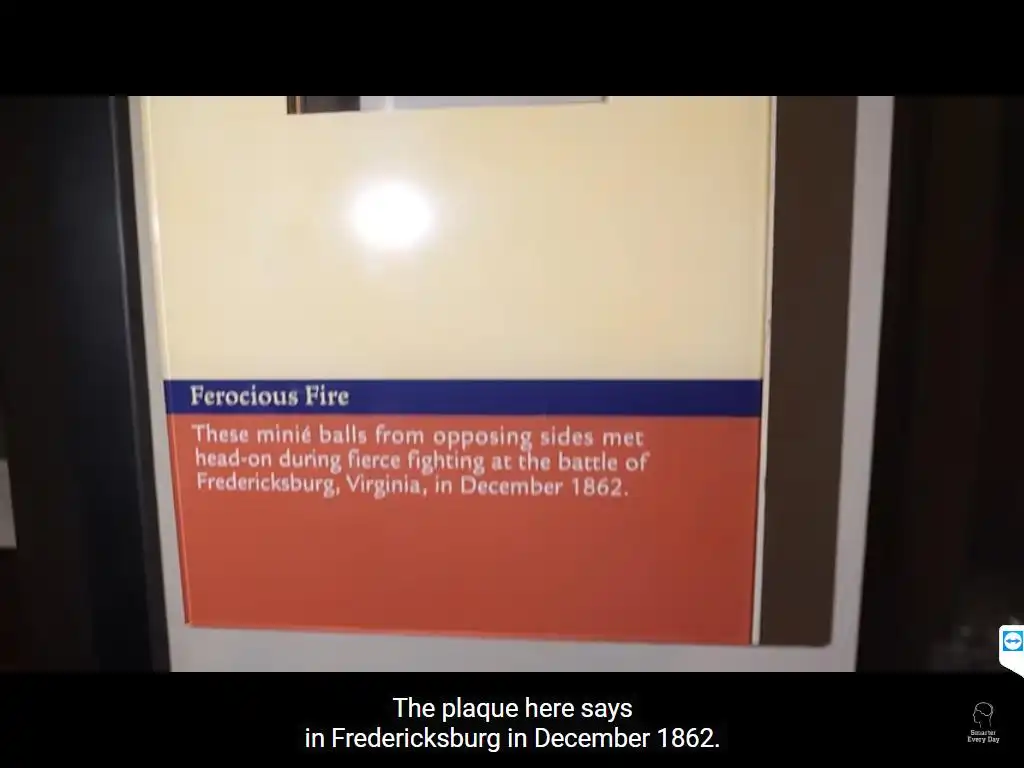 Ferocious Fire
These minié balls from opposing sides met
head-on during fierce fighting at the battle of
Fredericksburg, Virginia, in December 1862.
The plaque here says
in Fredericksburg in December 1862.
Smarter
Every Day